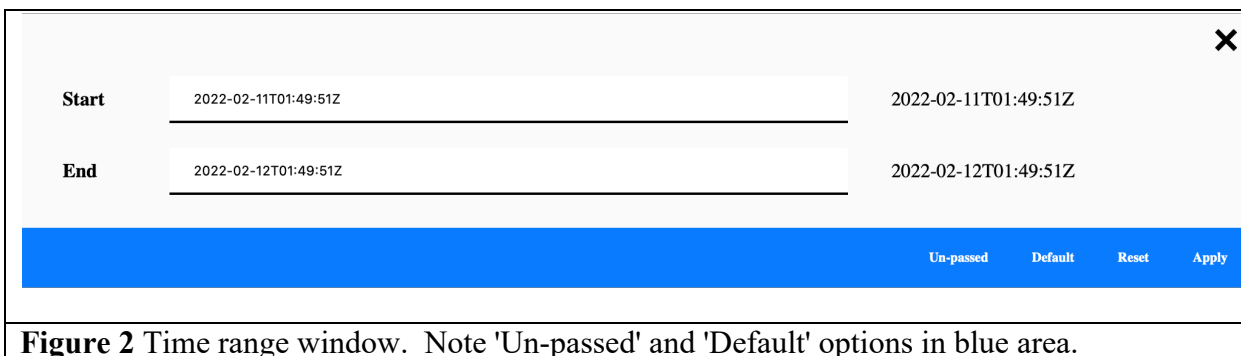 Start 2022-02-11T01:49:51Z 2022-02-11T01:49:51Z
End 2022-02-12T01:49:51Z 2022-02-12T01:49:51Z
Un-passed Default Reset Apply
Figure 2 Time range window. Note 'Un-passed' and 'Default' options in blue area.